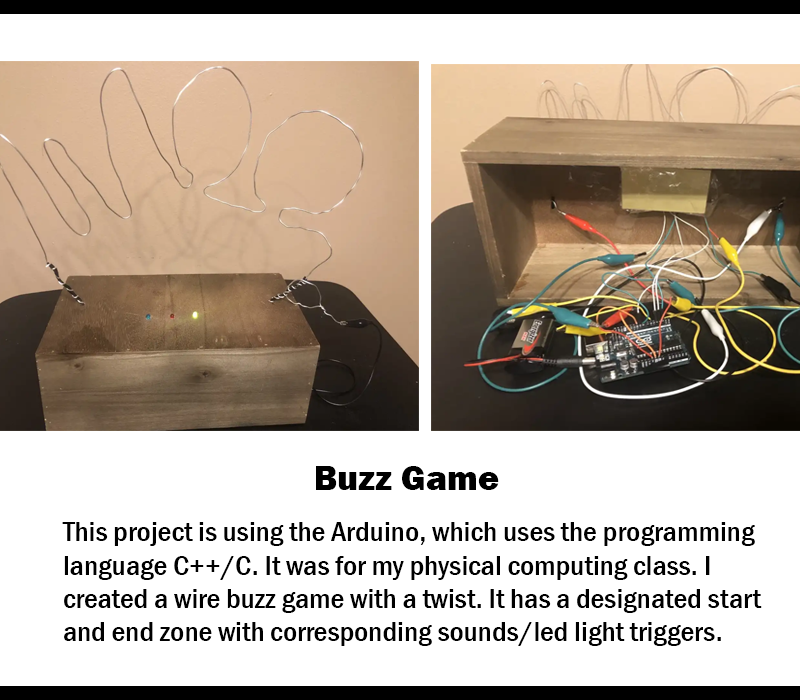 Buzz Game
This project is using the Arduino, which uses the programming
language C++/C. It was for my physical computing class. I
created a wire buzz game with a twist. It has a designated start
and end zone with corresponding sounds/led light triggers.